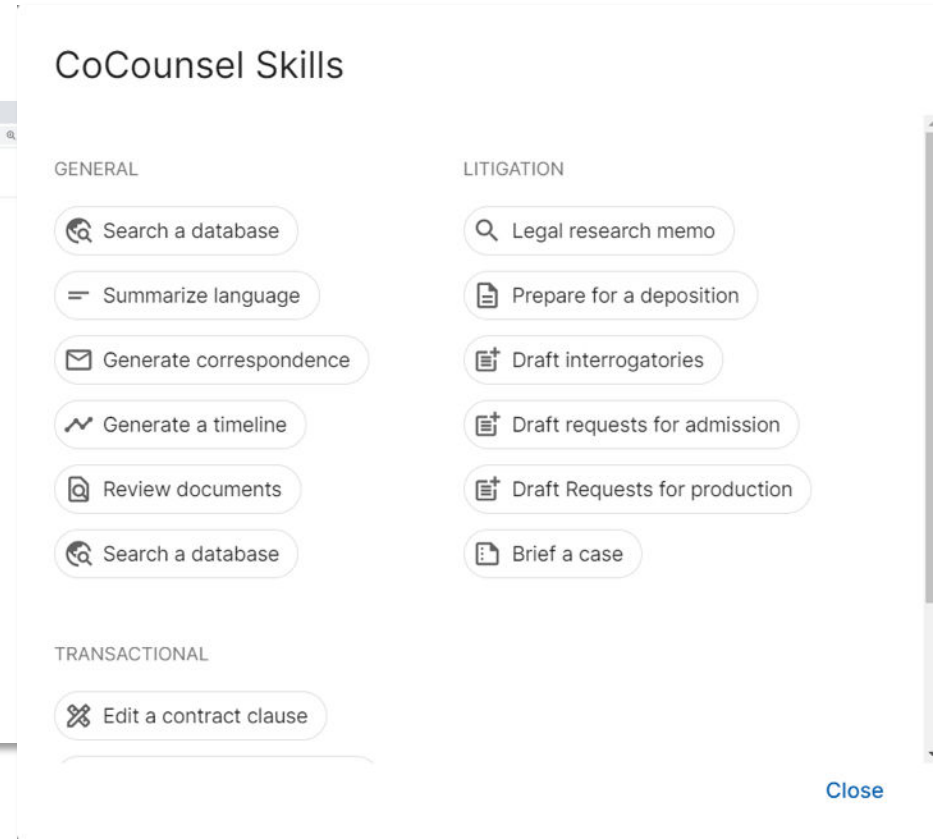 CoCounsel Skills
GENERAL
Search a database
Summarize language
Generate correspondence
Generate a timeline
Review documents
Search a database
LITIGATION
Legal research memo
Prepare for a deposition
Draft interrogatories
Draft requests for admission
Draft Requests for production
Brief a case
TRANSACTIONAL
Edit a contract clause
Close